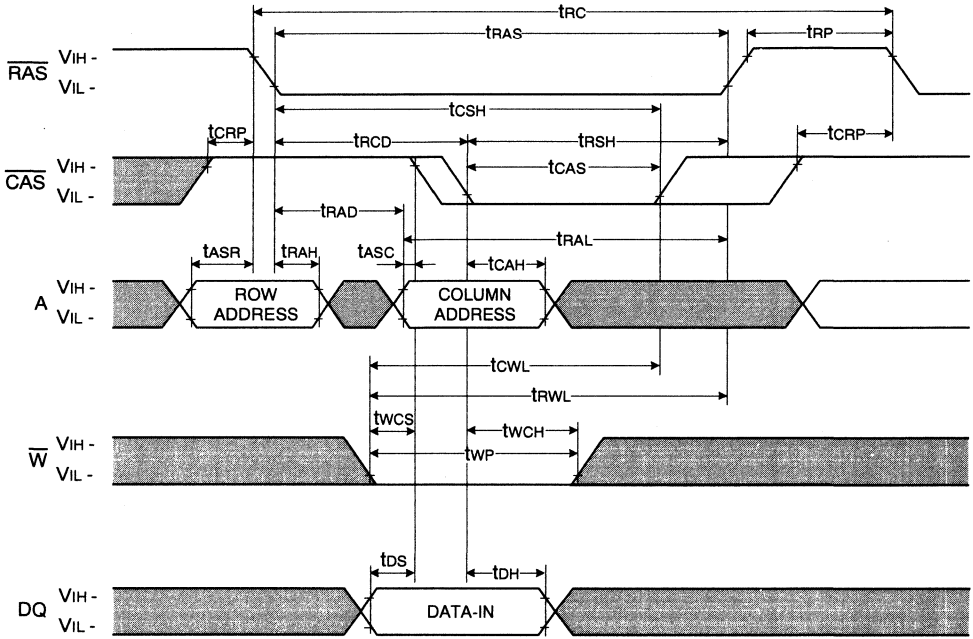 tRC
tRAS
tRP
RAS
VIH -
VIL -
tCSH
tCRP
tRCD
tRSH
tCRP
CAS
VIH -
VIL -
tCAS
tRAD
tRAL
tASR
tRAH
tASC
tCAH
A
VIH -
VIL -
ROW
ADDRESS
COLUMN
ADDRESS
tCWL
tRWL
tWCS
tWCH
W
VIH -
VIL -
tWP
tDS
tDH
DQ
VIH -
VIL -
DATA-IN